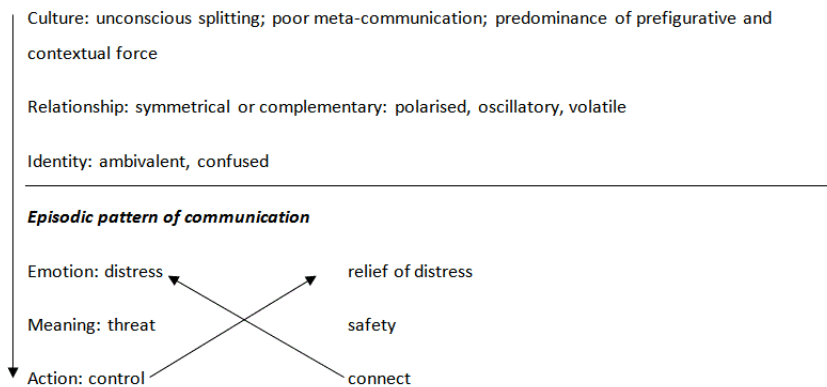 Culture: unconscious splitting; poor meta-communication; predominance of prefigurative and
contextual force
Relationship: symmetrical or complementary: polarised, oscillatory, volatile
Identity: ambivalent, confused
Episodic pattern of communication
Emotion: distress relief of distress
Meaning: threat safety
Action: control connect